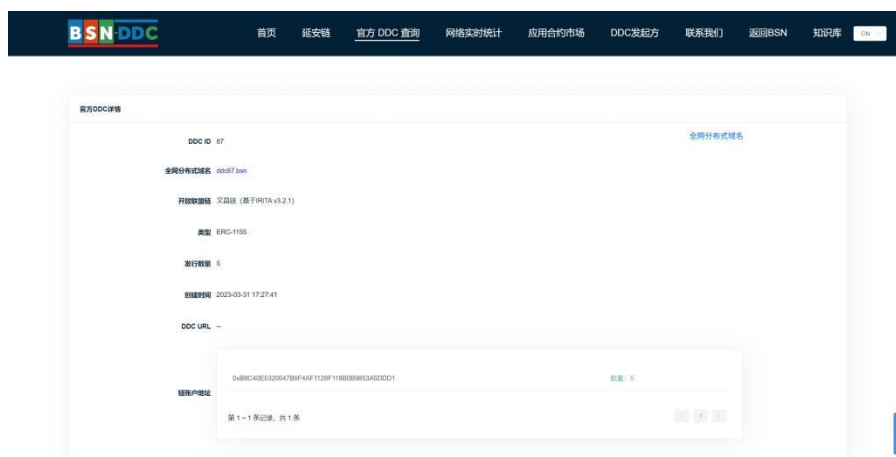 BSN-DDC 首页 延安链 官方 DDC 查询 网络实时统计 应用合约市场 DDC发起方 联系我们 返回BSN 知识库 CN
官方DDC详情
DDC ID 87 全网分布式域名
全网分布式域名 ddc87.bsn
开放联盟链 文昌链（基于IRITA v3.2.1）
类型 ERC-1155
发行数量 5
创建时间 2023-03-31 17:27:41
DDC URL --
链账户地址
数量：5
第 1 - 1 条记录，共 1 条